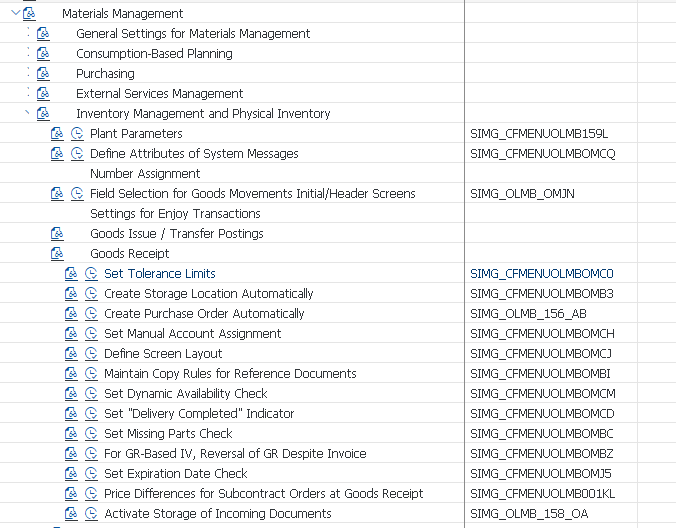 Materials Management
General Settings for Materials Management
Consumption-Based Planning
Purchasing
External Services Management
Inventory Management and Physical Inventory
Plant Parameters SIMG_CFMENUOLMB159L
Define Attributes of System Messages SIMG_CFMENUOLMBOMCQ
Number Assignment
Field Selection for Goods Movements Initial/Header Screens SIMG_OLMB_OMJN
Settings for Enjoy Transactions
Goods Issue / Transfer Postings
Goods Receipt
Set Tolerance Limits SIMG_CFMENUOLMBOMC0
Create Storage Location Automatically SIMG_CFMENUOLMBOMB3
Create Purchase Order Automatically SIMG_OLMB_156_AB
Set Manual Account Assignment SIMG_CFMENUOLMBOMCH
Define Screen Layout SIMG_CFMENUOLMBOMCJ
Maintain Copy Rules for Reference Documents SIMG_CFMENUOLMBOMBI
Set Dynamic Availability Check SIMG_CFMENUOLMBOMCM
Set "Delivery Completed" Indicator SIMG_CFMENUOLMBOMCD
Set Missing Parts Check SIMG_CFMENUOLMBOMBC
For GR-Based IV, Reversal of GR Despite Invoice SIMG_CFMENUOLMBOMBZ
Set Expiration Date Check SIMG_CFMENUOLMBOMJ5
Price Differences for Subcontract Orders at Goods Receipt SIMG_CFMENUOLMB001KL
Activate Storage of Incoming Documents SIMG_OLMB_158_OA